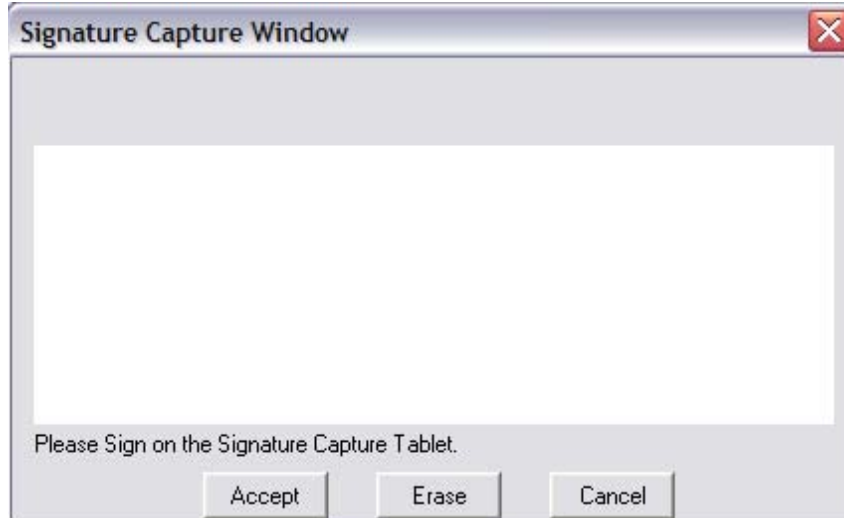 Signature Capture Window
Please Sign on the Signature Capture Tablet.
Accept Erase Cancel